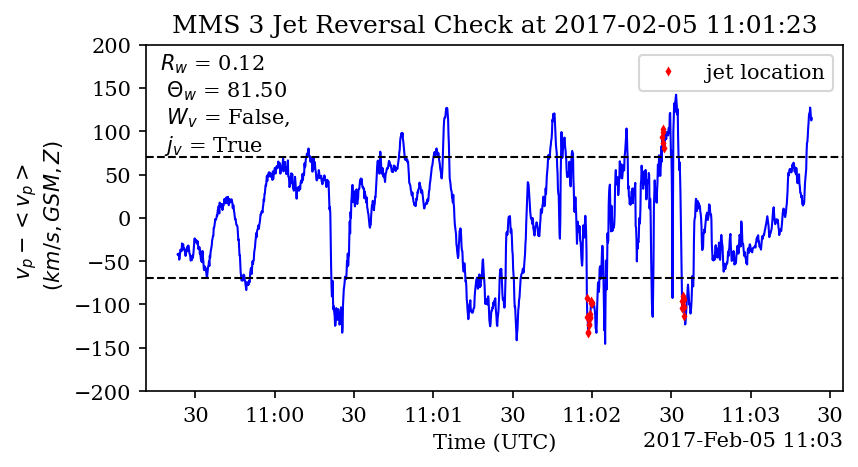 MMS 3 Jet Reversal Check at 2017-02-05 11:01:23
R_w = 0.12
Θ_w = 81.50
W_v = False,
j_v = True
jet location
200
150
100
50
0
−50
−100
−150
−200
v_p − < v_p >
(km/s, GSM, Z)
30 11:00 30 11:01 30 11:02 30 11:03 30
Time (UTC)
2017-Feb-05 11:03